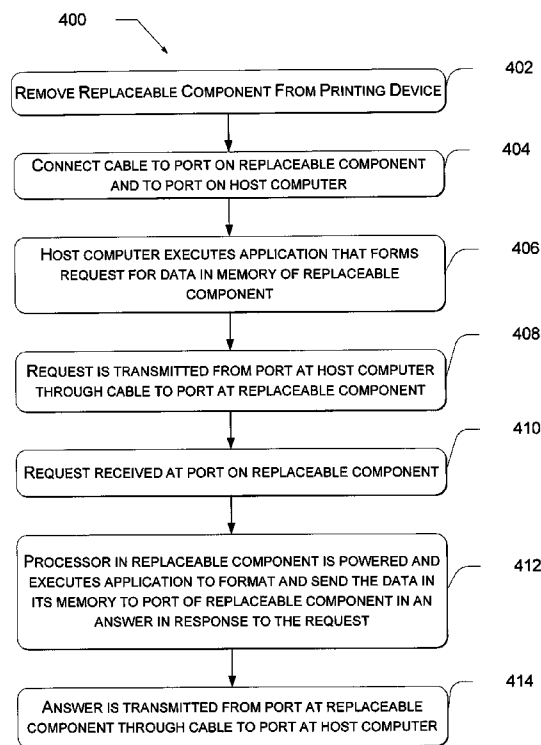 400
REMOVE REPLACEABLE COMPONENT FROM PRINTING DEVICE
402
CONNECT CABLE TO PORT ON REPLACEABLE COMPONENT
AND TO PORT ON HOST COMPUTER
404
HOST COMPUTER EXECUTES APPLICATION THAT FORMS
REQUEST FOR DATA IN MEMORY OF REPLACEABLE
COMPONENT
406
REQUEST IS TRANSMITTED FROM PORT AT HOST COMPUTER
THROUGH CABLE TO PORT AT REPLACEABLE COMPONENT
408
REQUEST RECEIVED AT PORT ON REPLACEABLE COMPONENT
410
PROCESSOR IN REPLACEABLE COMPONENT IS POWERED AND
EXECUTES APPLICATION TO FORMAT AND SEND THE DATA IN
ITS MEMORY TO PORT OF REPLACEABLE COMPONENT IN AN
ANSWER IN RESPONSE TO THE REQUEST
412
ANSWER IS TRANSMITTED FROM PORT AT REPLACEABLE
COMPONENT THROUGH CABLE TO PORT AT HOST COMPUTER
414